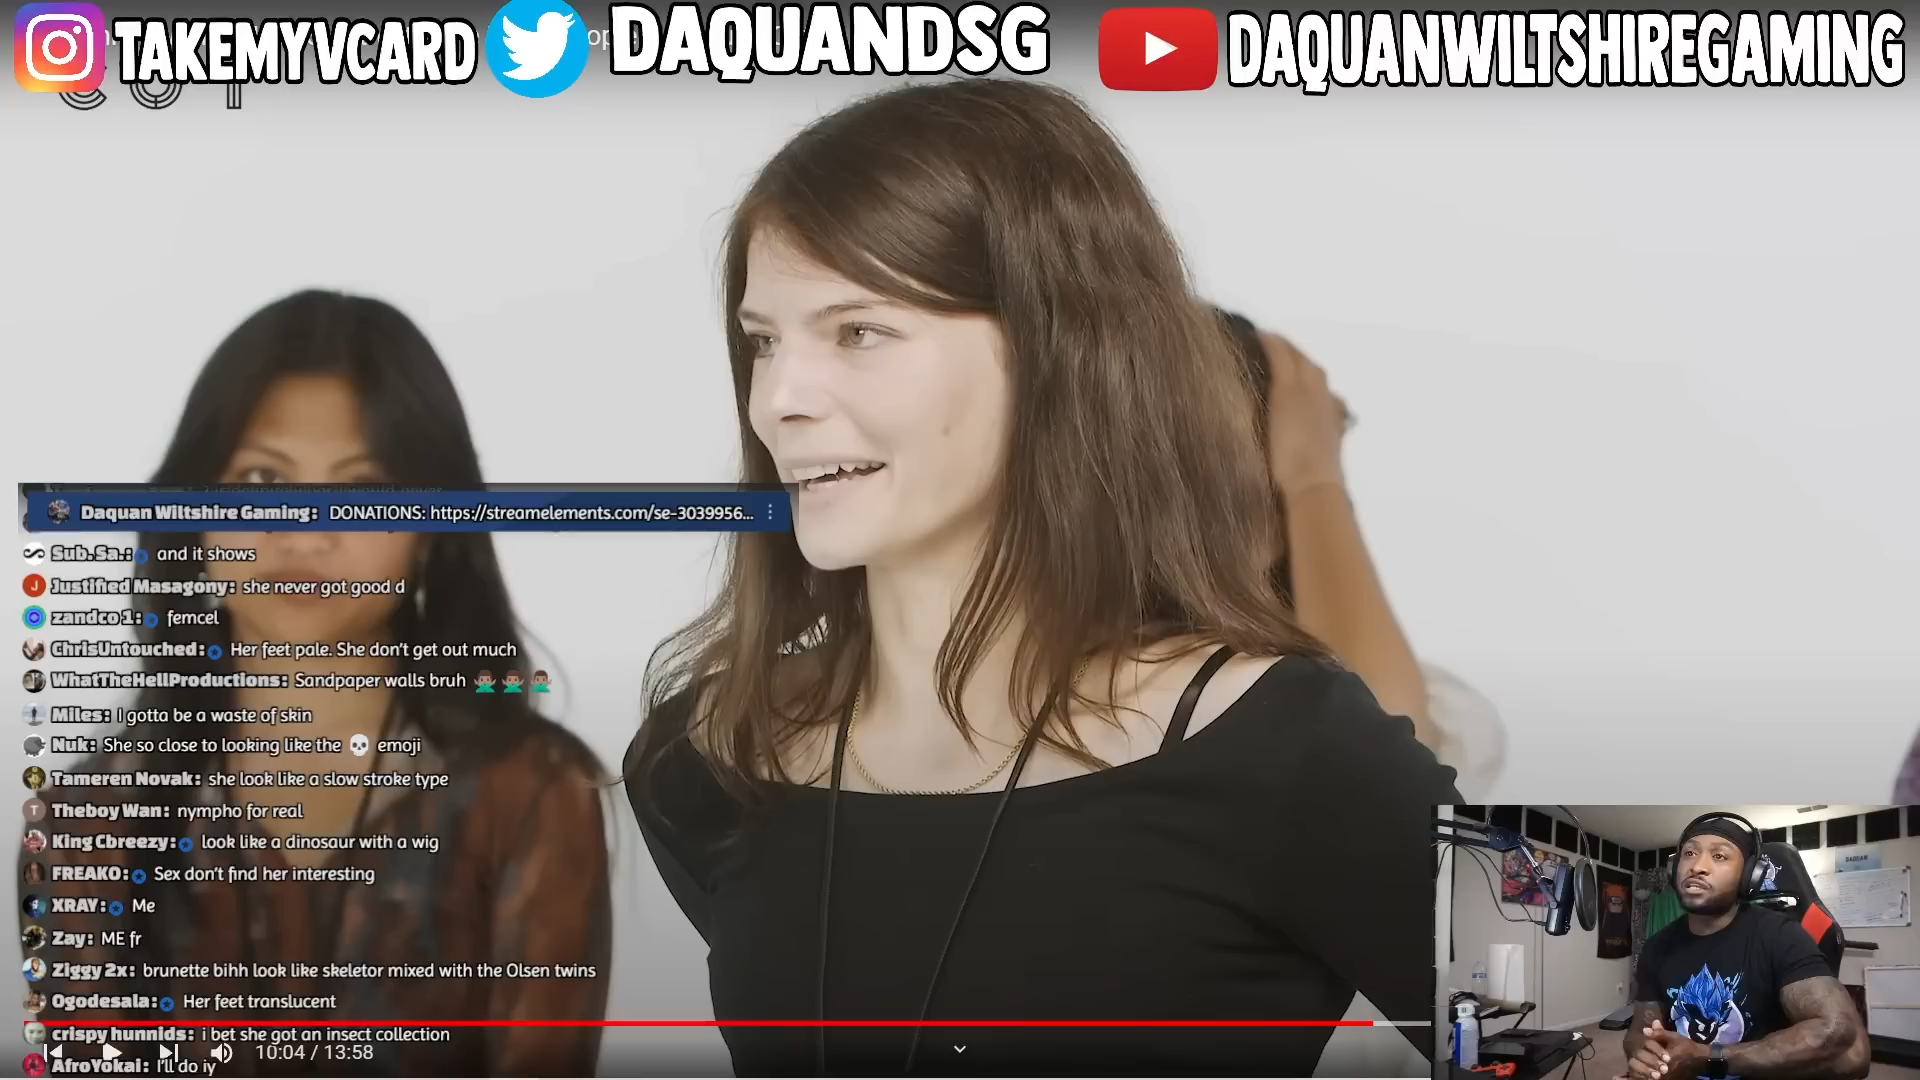 TAKEMYVCARD
DAQUANDSG
DAQUANWILTSHIREGAMING
CUT
Daquan Wiltshire Gaming: DONATIONS: https://streamelements.com/se-3039956...
Sub.Sa.: and it shows
Justified Masagony: she never got good d
zandco 1: femcel
ChrisUntouched: Her feet pale. She don't get out much
WhatTheHellProductions: Sandpaper walls bruh 🙅🏽‍♂️ 🙅🏽‍♂️ 🙅🏽‍♂️
Miles: I gotta be a waste of skin
Nuk: She so close to looking like the 💀 emoji
Tameren Novak: she look like a slow stroke type
Theboy Wan: nympho for real
King Cbreezy: look like a dinosaur with a wig
FREAKO: Sex don't find her interesting
XRAY: Me
Zay: ME fr
Ziggy 2x: brunette bihh look like skeletor mixed with the Olsen twins
Ogodesala: Her feet translucent
crispy hunnids: i bet she got an insect collection
10:04 / 13:58
AfroYokai: I'll do iy